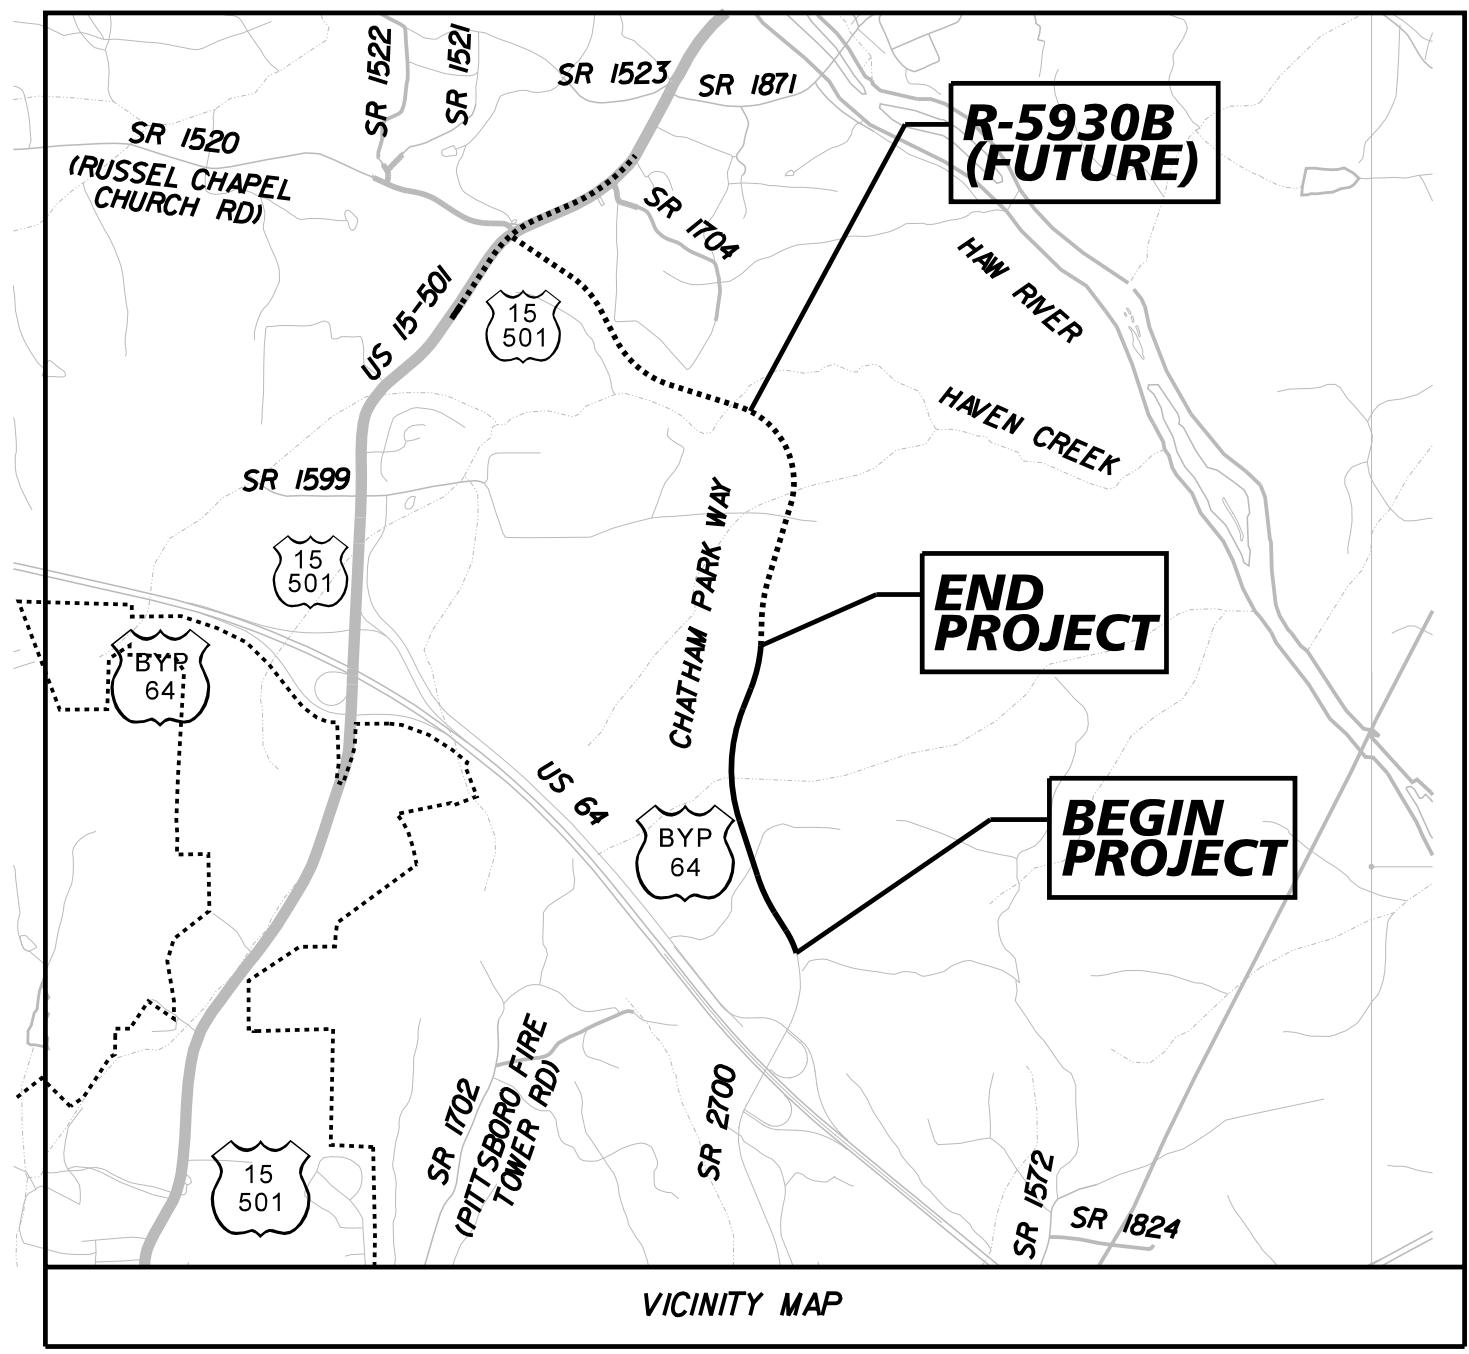 SR 1522
SR 1521
SR 1523
SR 1871
R-5930B
(FUTURE)
SR 1520
(RUSSEL CHAPEL
CHURCH RD)
SR 1704
HAW RIVER
US 15-501
15
501
HAVEN CREEK
SR 1599
CHATHAM PARK WAY
15
501
END
PROJECT
BYP
64
US 64
BYP
64
BEGIN
PROJECT
SR 1702
(PITTSBORO FIRE
TOWER RD)
SR 2700
15
501
SR 1572
SR 1824
VICINITY MAP